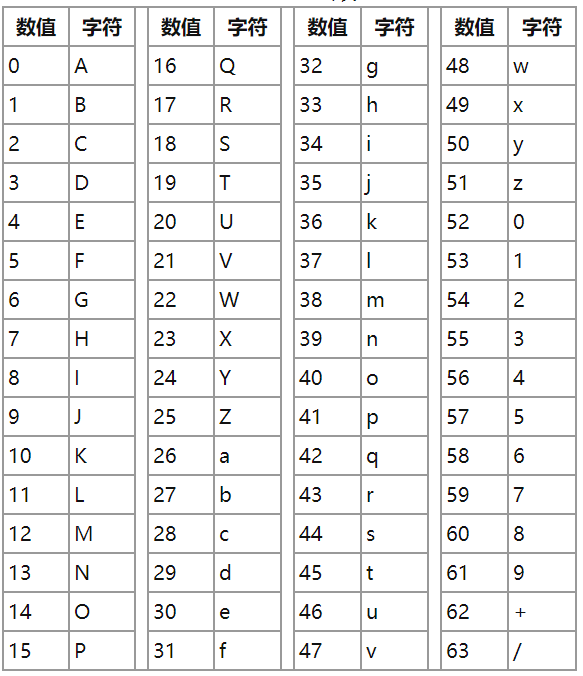 数值 字符 数值 字符 数值 字符 数值 字符
0 A 16 Q 32 g 48 w
1 B 17 R 33 h 49 x
2 C 18 S 34 i 50 y
3 D 19 T 35 j 51 z
4 E 20 U 36 k 52 0
5 F 21 V 37 l 53 1
6 G 22 W 38 m 54 2
7 H 23 X 39 n 55 3
8 I 24 Y 40 o 56 4
9 J 25 Z 41 p 57 5
10 K 26 a 42 q 58 6
11 L 27 b 43 r 59 7
12 M 28 c 44 s 60 8
13 N 29 d 45 t 61 9
14 O 30 e 46 u 62 +
15 P 31 f 47 v 63 /